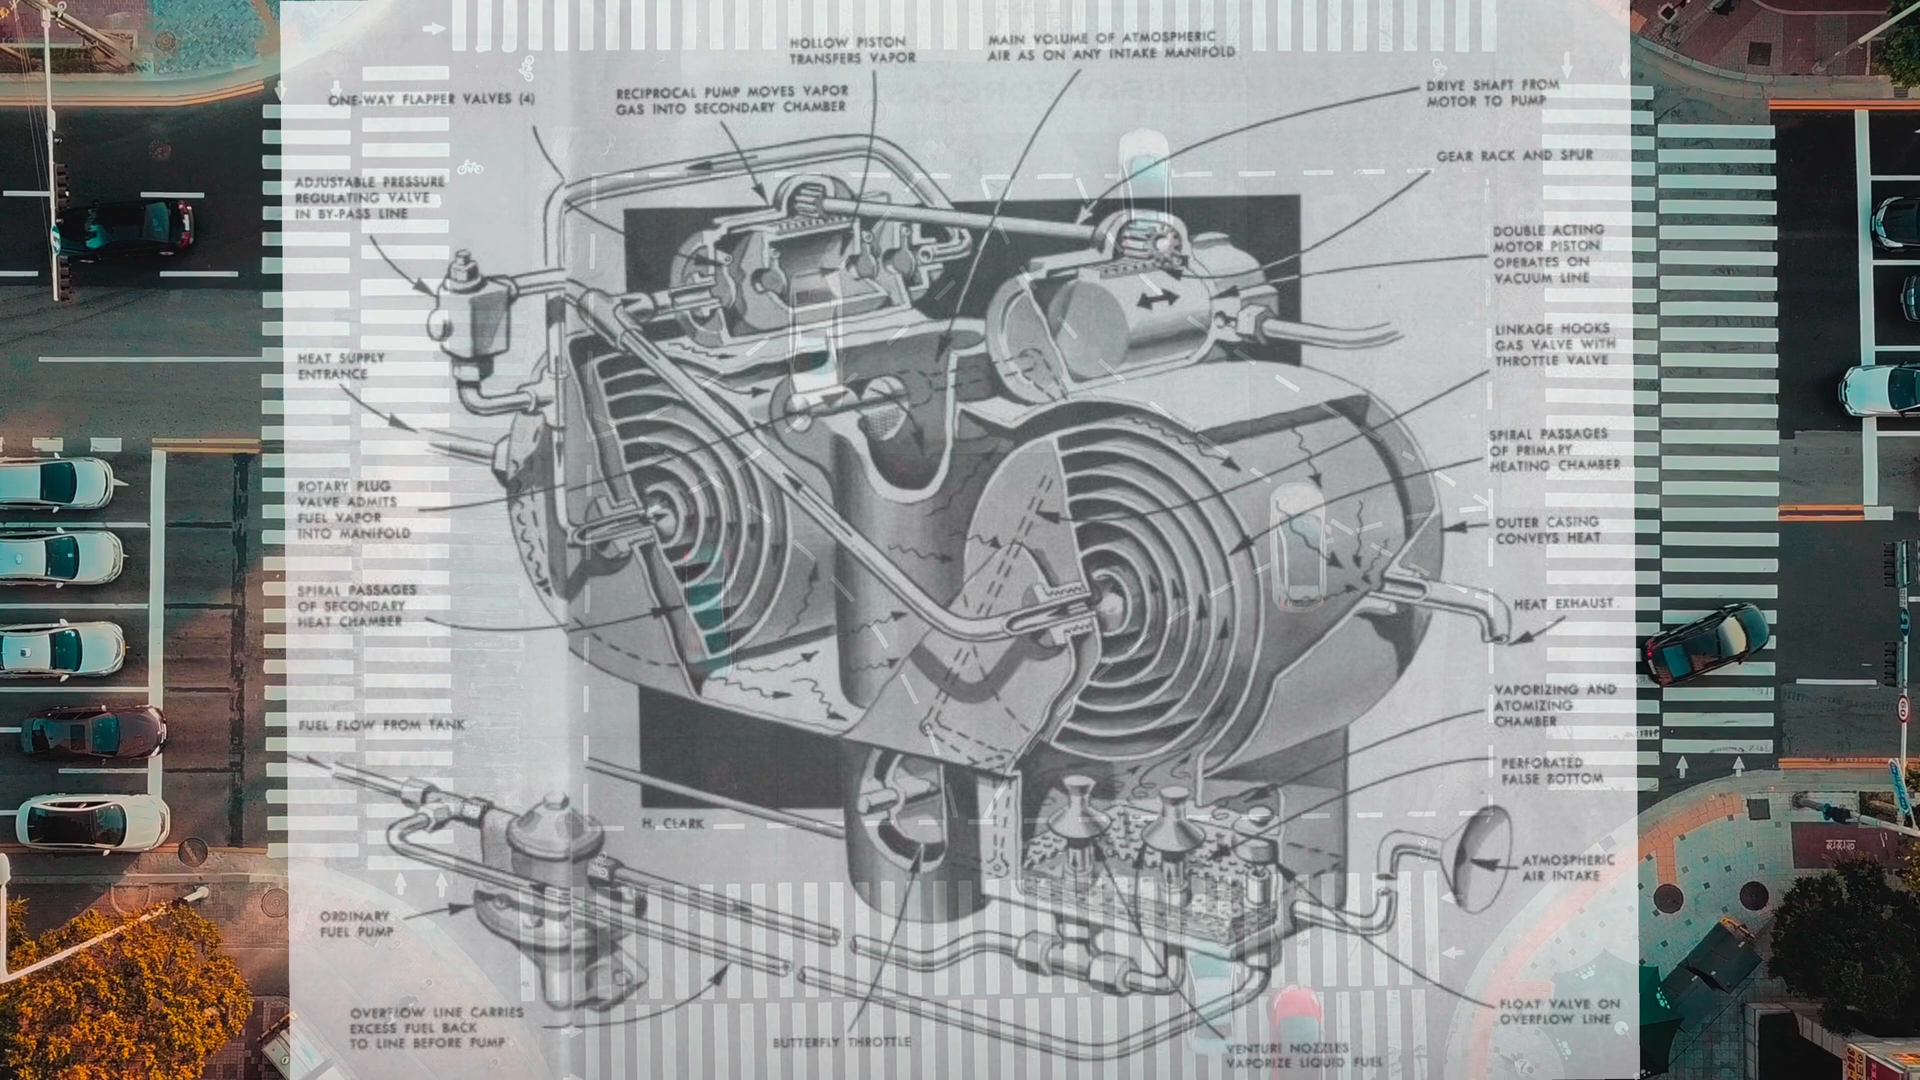 HOLLOW PISTON
TRANSFERS VAPOR
MAIN VOLUME OF ATMOSPHERIC
AIR AS ON ANY INTAKE MANIFOLD
ONE-WAY FLAPPER VALVES (4)
RECIPROCAL PUMP MOVES VAPOR
GAS INTO SECONDARY CHAMBER
DRIVE SHAFT FROM
MOTOR TO PUMP
GEAR RACK AND SPUR
ADJUSTABLE PRESSURE
REGULATING VALVE
IN BY-PASS LINE
DOUBLE ACTING
MOTOR PISTON
OPERATES ON
VACUUM LINE
LINKAGE HOOKS
GAS VALVE WITH
THROTTLE VALVE
HEAT SUPPLY
ENTRANCE
SPIRAL PASSAGES
OF PRIMARY
HEATING CHAMBER
ROTARY PLUG
VALVE ADMITS
FUEL VAPOR
INTO MANIFOLD
OUTER CASING
CONVEYS HEAT
SPIRAL PASSAGES
OF SECONDARY
HEAT CHAMBER
HEAT EXHAUST
VAPORIZING AND
ATOMIZING
CHAMBER
FUEL FLOW FROM TANK
PERFORATED
FALSE BOTTOM
H. CLARK
ATMOSPHERIC
AIR INTAKE
ORDINARY
FUEL PUMP
OVERFLOW LINE CARRIES
EXCESS FUEL BACK
TO LINE BEFORE PUMP
BUTTERFLY THROTTLE
VENTURI NOZZLES
VAPORIZE LIQUID FUEL
FLOAT VALVE ON
OVERFLOW LINE